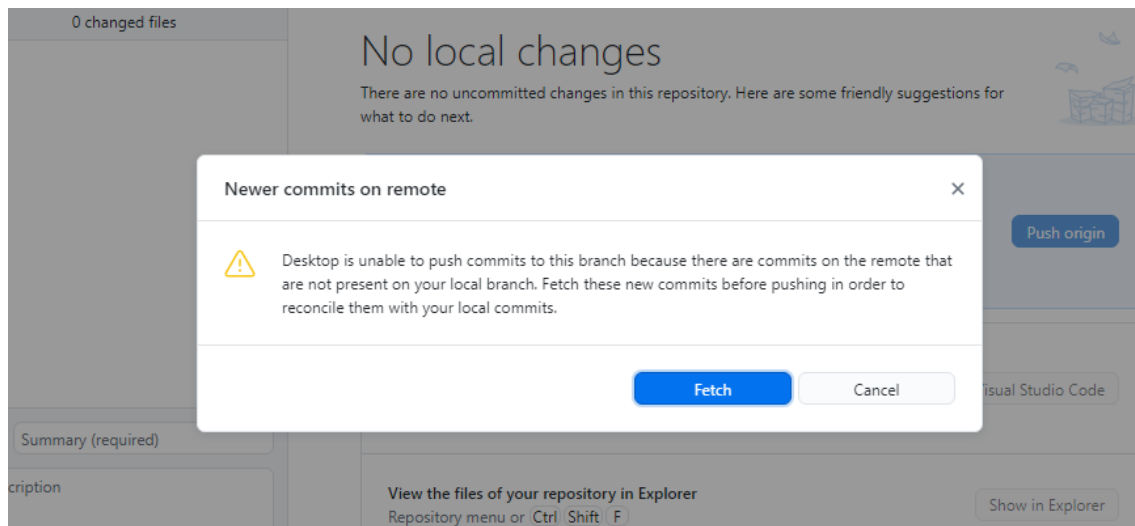 0 changed files
No local changes
There are no uncommitted changes in this repository. Here are some friendly suggestions for
what to do next.
Newer commits on remote
Push origin
Desktop is unable to push commits to this branch because there are commits on the remote that
are not present on your local branch. Fetch these new commits before pushing in order to
reconcile them with your local commits.
Fetch
Cancel
isual Studio Code
Summary (required)
cription
View the files of your repository in Explorer
Repository menu or Ctrl Shift F
Show in Explorer